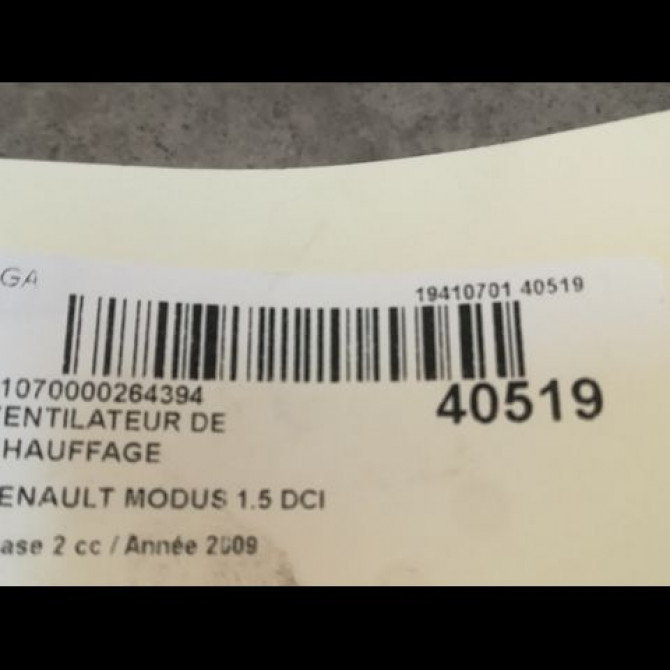 GA
19410701 40519
1070000264394
40519
VENTILATEUR DE
HAUFFAGE
ENAULT MODUS 1.5 DCI
ase 2 cc / Année 2009